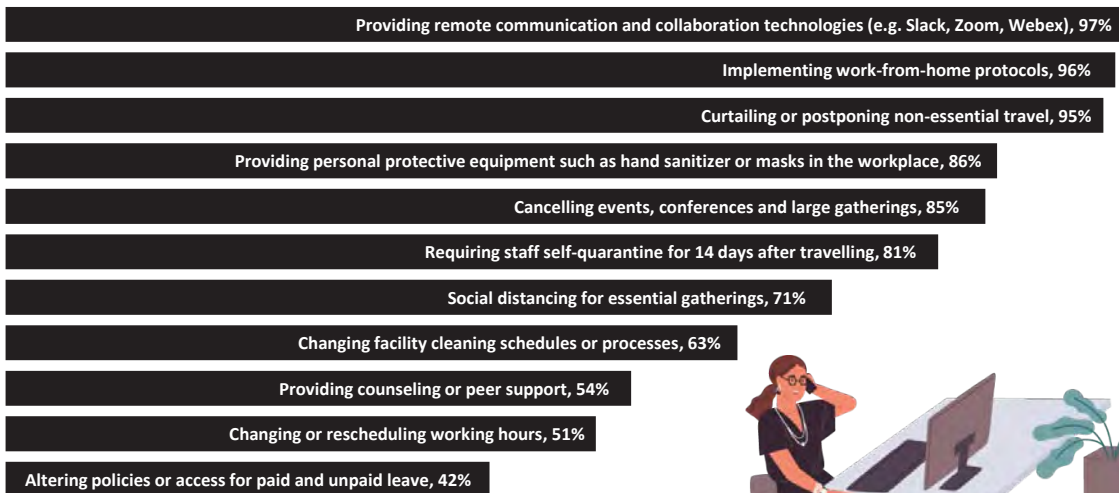 Providing remote communication and collaboration technologies (e.g. Slack, Zoom, Webex), 97%
Implementing work-from-home protocols, 96%
Curtailing or postponing non-essential travel, 95%
Providing personal protective equipment such as hand sanitizer or masks in the workplace, 86%
Cancelling events, conferences and large gatherings, 85%
Requiring staff self-quarantine for 14 days after travelling, 81%
Social distancing for essential gatherings, 71%
Changing facility cleaning schedules or processes, 63%
Providing counseling or peer support, 54%
Changing or rescheduling working hours, 51%
Altering policies or access for paid and unpaid leave, 42%